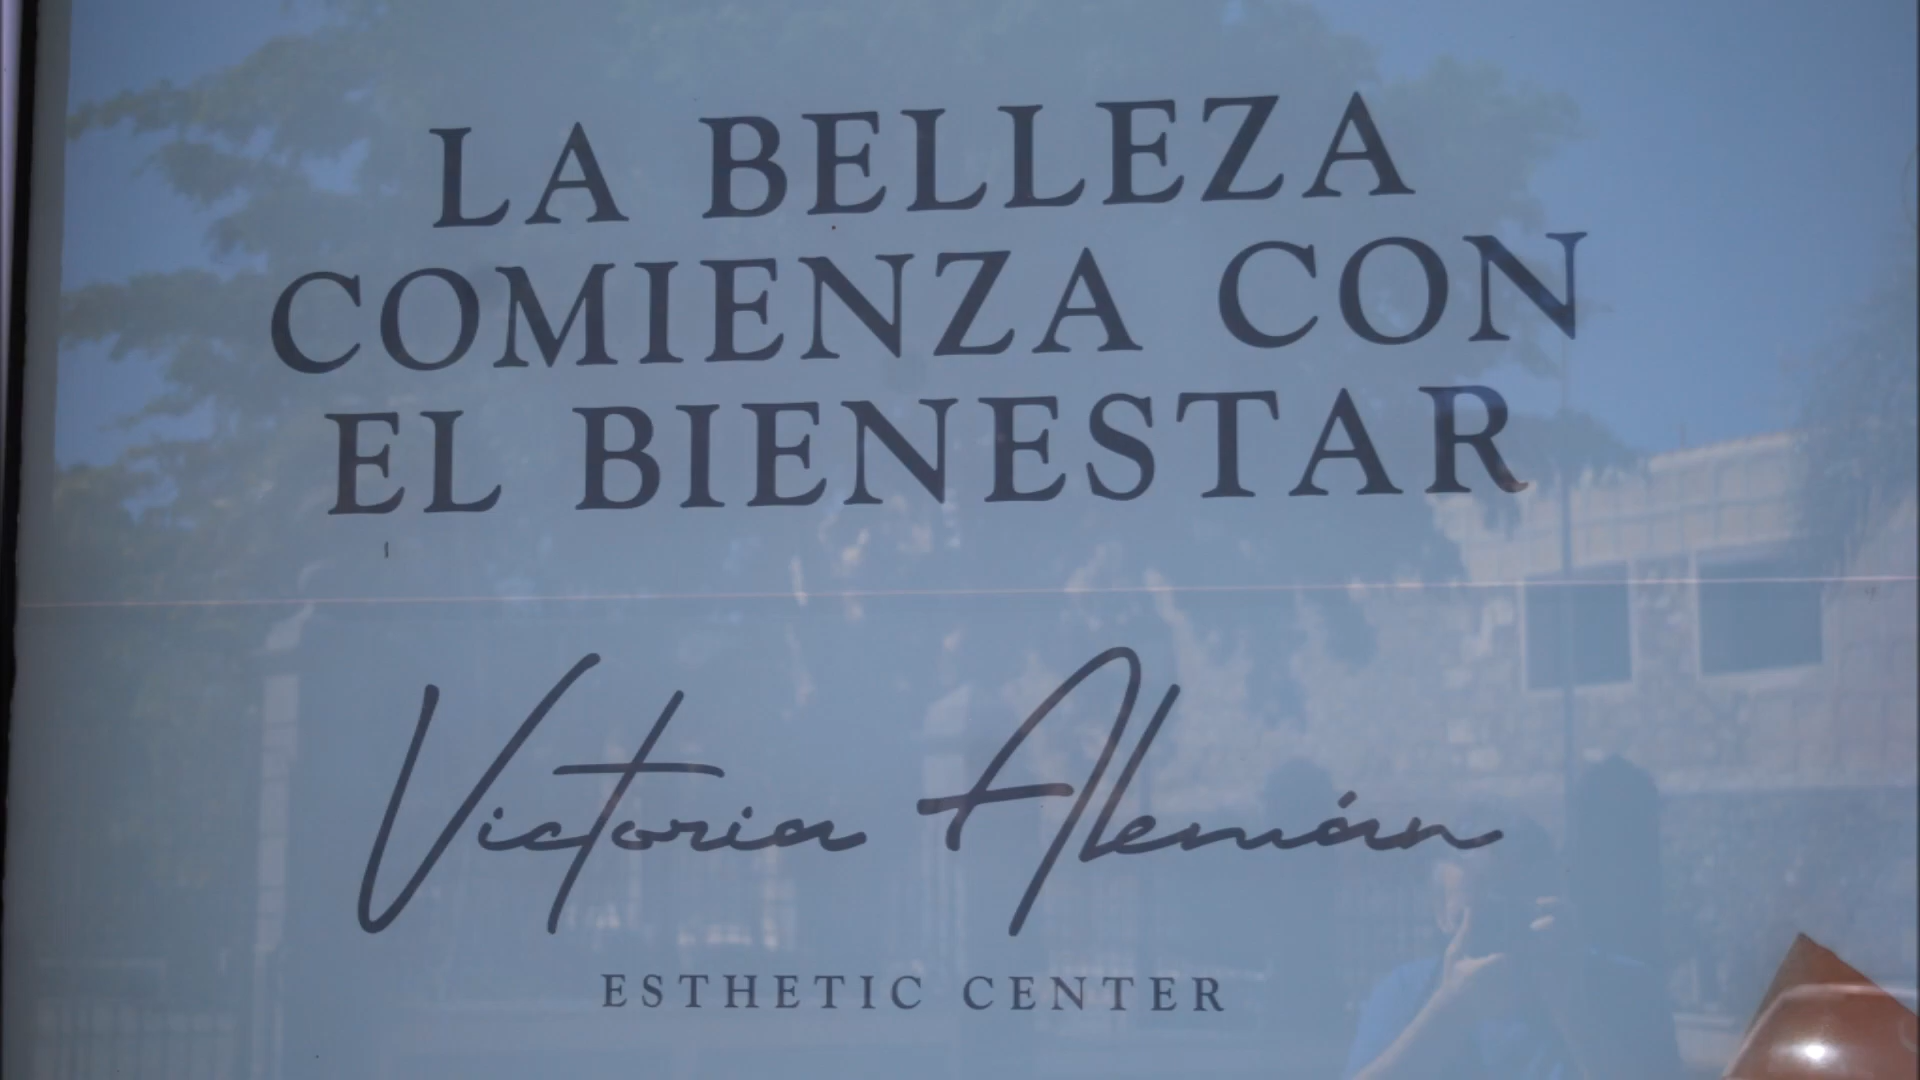 LA BELLEZA
COMIENZA CON
EL BIENESTAR
Victoria Alemán
ESTHETIC CENTER